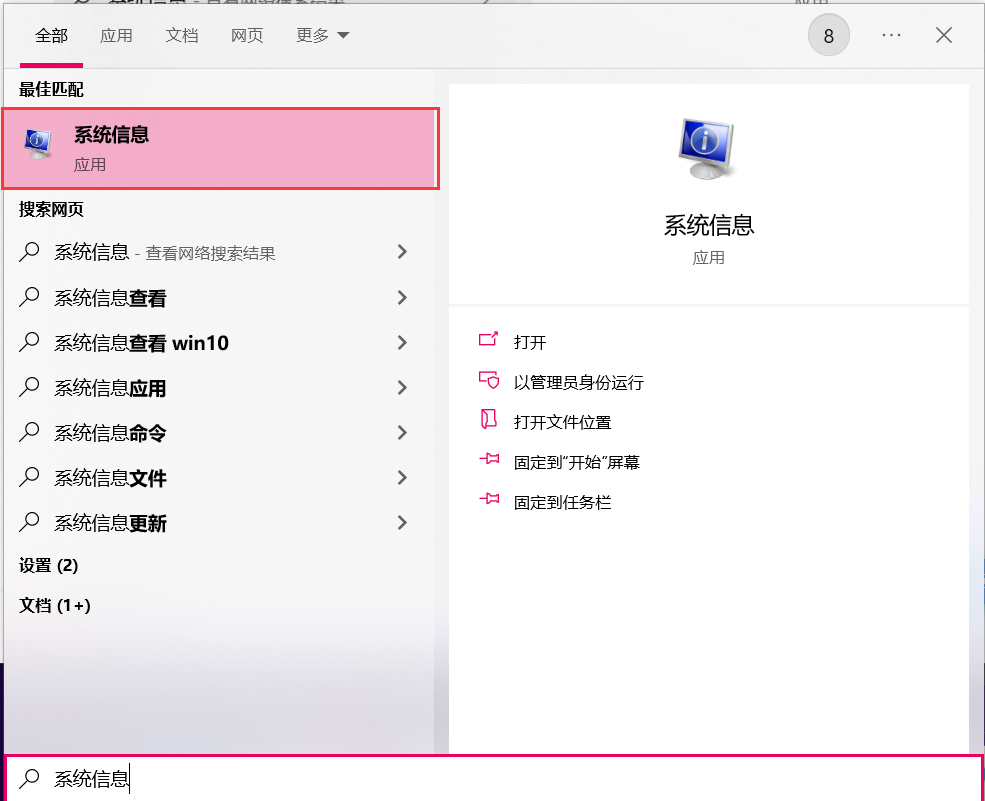 全部 应用 文档 网页 更多 8 ···
最佳匹配
系统信息
应用
搜索网页
系统信息 - 查看网络搜索结果
系统信息查看
系统信息查看 win10
系统信息应用
系统信息命令
系统信息文件
系统信息更新
设置 (2)
文档 (1+)
系统信息
应用
打开
以管理员身份运行
打开文件位置
固定到“开始”屏幕
固定到任务栏
系统信息